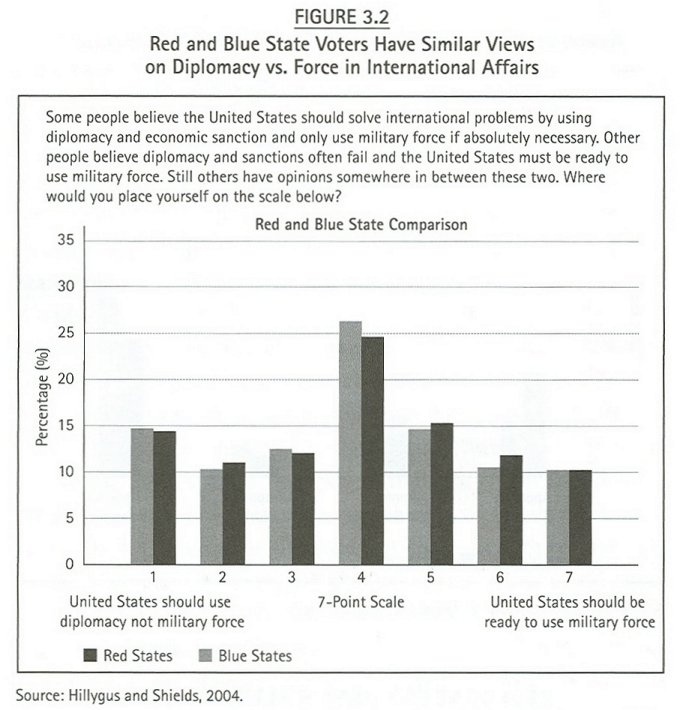 FIGURE 3.2
Red and Blue State Voters Have Similar Views
on Diplomacy vs. Force in International Affairs
Some people believe the United States should solve international problems by using
diplomacy and economic sanction and only use military force if absolutely necessary. Other
people believe diplomacy and sanctions often fail and the United States must be ready to
use military force. Still others have opinions somewhere in between these two. Where
would you place yourself on the scale below?
Red and Blue State Comparison
Percentage (%)
35
30
25
20
15
10
5
0
1 2 3 4 5 6 7
United States should use
diplomacy not military force
7-Point Scale
United States should be
ready to use military force
Red States Blue States
Source: Hillygus and Shields, 2004.